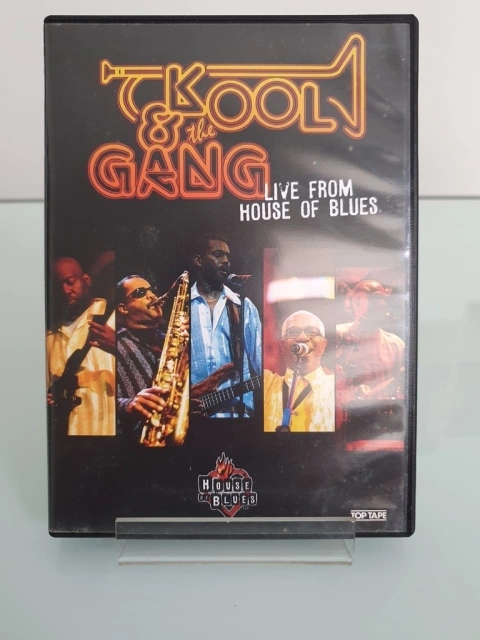 KOOL
& the
GANG
LIVE FROM
HOUSE OF BLUES
HOUSE
OF
BLUES
TOP TAPE